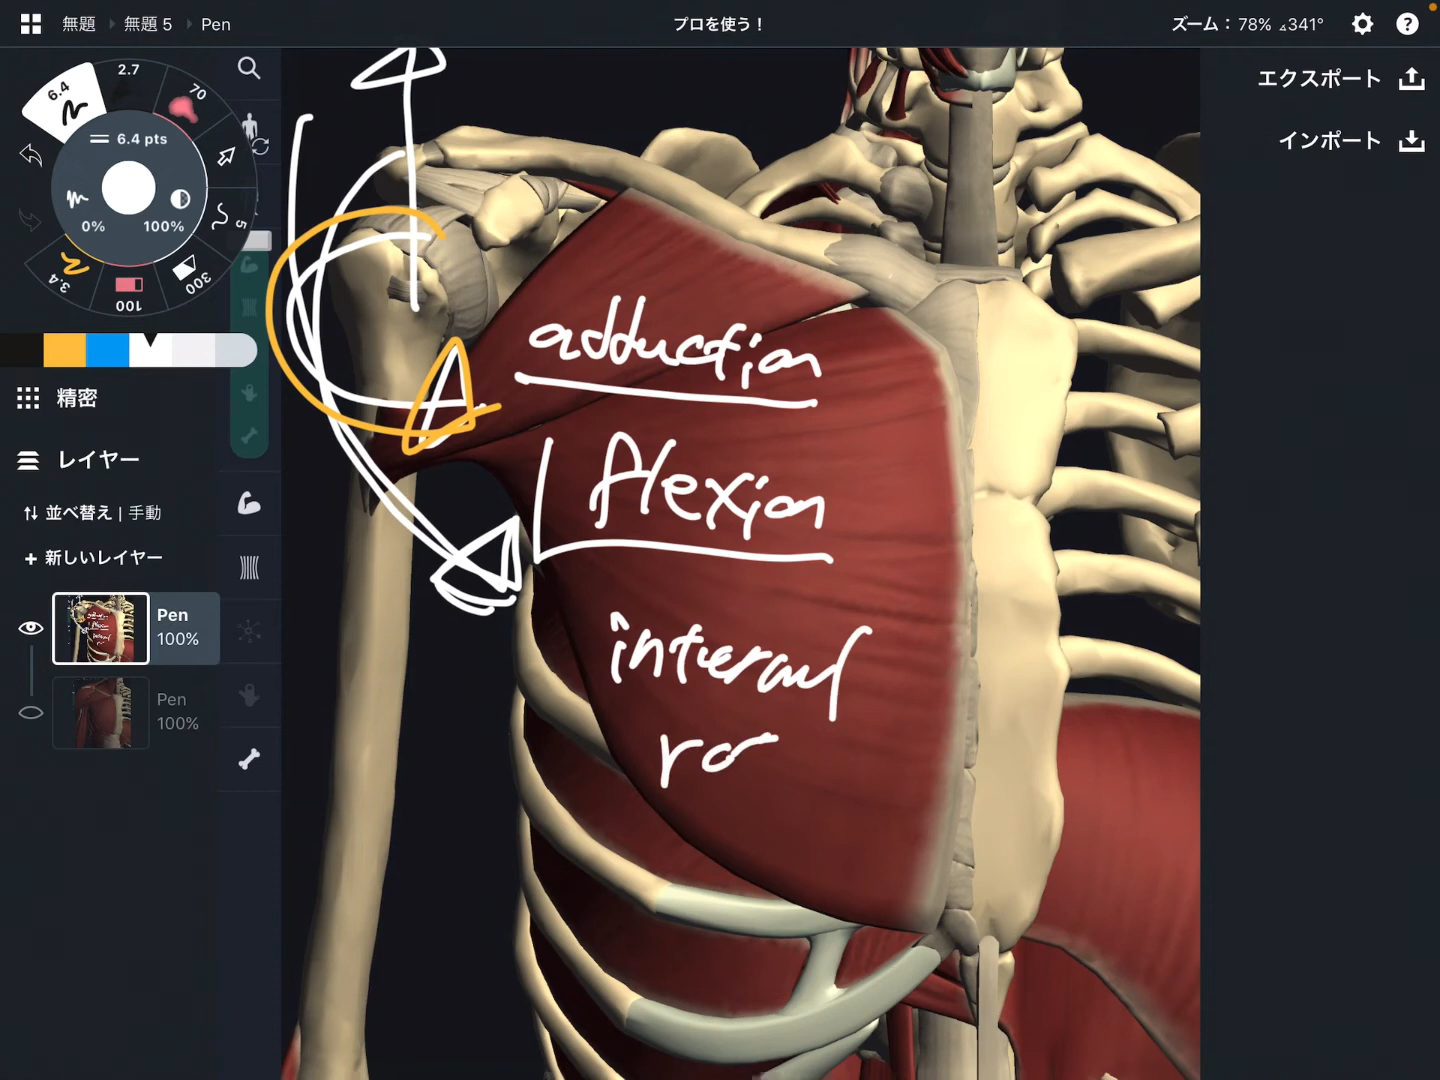 無題 無題 5 Pen
プロを使う！
ズーム： 78% ⊿341°
エクスポート
インポート
2.7
6.4
70
6.4 pts
0% 100%
5
3.4
100
300
精密
レイヤー
並べ替え | 手動
+ 新しいレイヤー
Pen
100%
Pen
100%
adduction
flexion
internal
ro